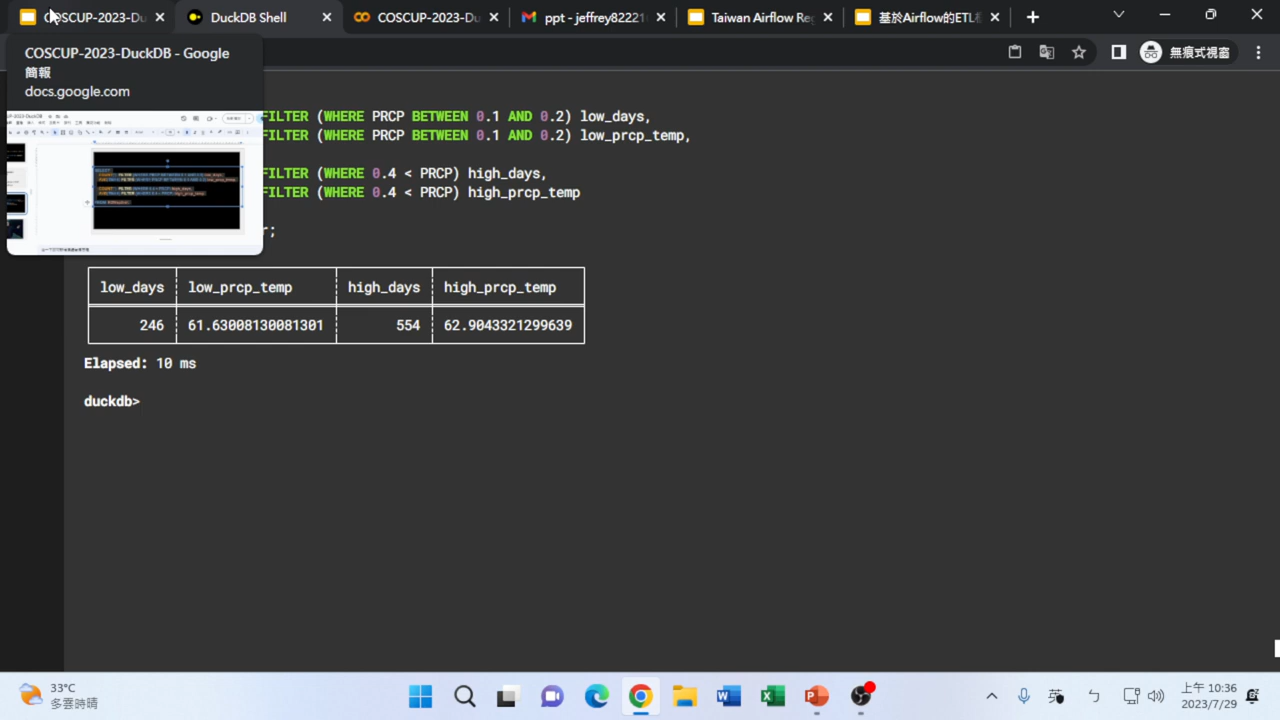 COSCUP-2023-Du
DuckDB Shell
COSCUP-2023-Du
ppt - jeffrey82221
Taiwan Airflow Reg
基於Airflow的ETL
無痕式視窗
COSCUP-2023-DuckDB - Google
簡報
docs.google.com
FILTER (WHERE PRCP BETWEEN 0.1 AND 0.2) low_days,
FILTER (WHERE PRCP BETWEEN 0.1 AND 0.2) low_prcp_temp,
FILTER (WHERE 0.4 < PRCP) high_days,
FILTER (WHERE 0.4 < PRCP) high_prcp_temp
r;
low_days low_prcp_temp high_days high_prcp_temp
246 61.63008130081301 554 62.9043321299639
Elapsed: 10 ms
duckdb>
33°C
多雲時晴
英
上午 10:36
2023/7/29